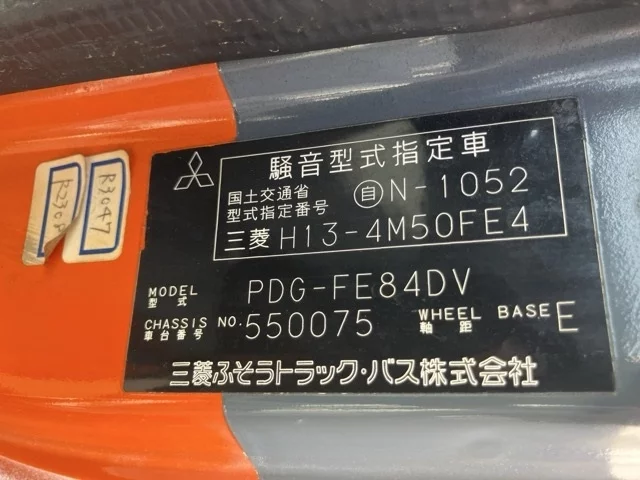 騒音型式指定車
国土交通省
型式指定番号
自 N-1052
三菱 H13-4M50FE4
MODEL
型式
PDG-FE84DV
CHASSIS NO.
車台番号
550075
WHEEL BASE
軸距
E
三菱ふそうトラック・バス株式会社
R3047
R230